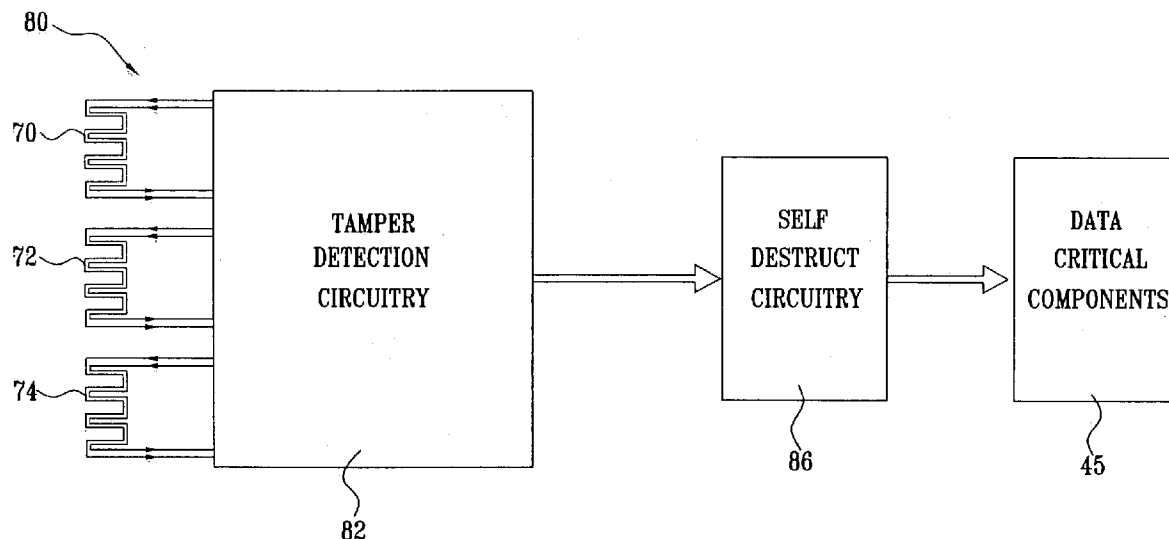 80
70
72
74
TAMPER
DETECTION
CIRCUITRY
82
SELF
DESTRUCT
CIRCUITRY
86
DATA
CRITICAL
COMPONENTS
45